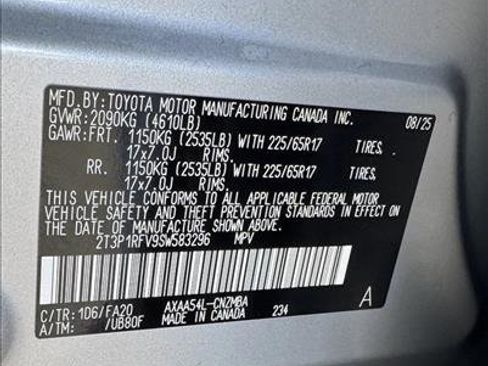 MFD.BY:TOYOTA MOTOR MANUFACTURING CANADA INC. 08/25
GVWR:2090KG (4610LB)
GAWR:FRT. 1150KG (2535LB) WITH 225/65R17 TIRES,
17x7.0J RIMS,
RR. 1150KG (2535LB) WITH 225/65R17 TIRES,
17x7.0J RIMS,
THIS VEHICLE CONFORMS TO ALL APPLICABLE FEDERAL MOTOR
VEHICLE SAFETY AND THEFT PREVENTION STANDARDS IN EFFECT ON
THE DATE OF MANUFACTURE SHOWN ABOVE.
2T3P1RFV9SW583296 MPV
C/TR:1D6/FA20 AXAA54L-CNZMBA A
A/TM: /UB80F MADE IN CANADA 234